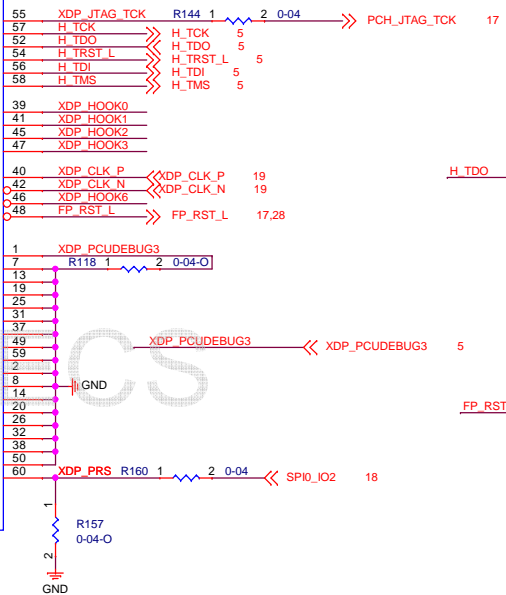 55 XDP_JTAG_TCK R144 1 2 0-04 PCH_JTAG_TCK 17
57 H_TCK H_TCK 5
52 H_TDO H_TDO 5
54 H_TRST_L H_TRST_L 5
56 H_TDI H_TDI 5
58 H_TMS H_TMS 5
39 XDP_HOOK0
41 XDP_HOOK1
45 XDP_HOOK2
47 XDP_HOOK3
40 XDP_CLK_P XDP_CLK_P 19 H_TDO
42 XDP_CLK_N XDP_CLK_N 19
46 XDP_HOOK6
48 FP_RST_L FP_RST_L 17,28
1 XDP_PCUDEBUG3
7 R118 1 2 0-04-O
13
19
25
31
37
49 XDP_PCUDEBUG3 XDP_PCUDEBUG3 5
59
2
ECS
8 GND
14
20 FP_RST
26
32
38
50
60 XDP_PRS R160 1 2 0-04 SPI0_IO2 18
1
R157
0-04-O
2
GND